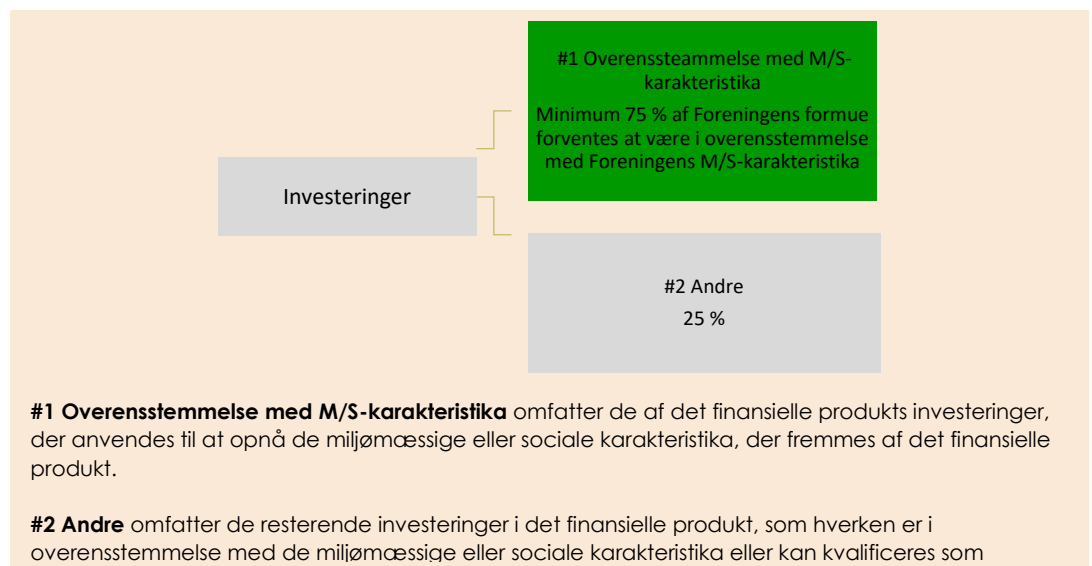 #1 Overenssteammelse med M/S-
karakteristika
Minimum 75 % af Foreningens formue
forventes at være i overensstemmelse
med Foreningens M/S-karakteristika
Investeringer
#2 Andre
25 %
#1 Overensstemmelse med M/S-karakteristika omfatter de af det finansielle produkts investeringer,
der anvendes til at opnå de miljømæssige eller sociale karakteristika, der fremmes af det finansielle
produkt.
#2 Andre omfatter de resterende investeringer i det finansielle produkt, som hverken er i
overensstemmelse med de miljømæssige eller sociale karakteristika eller kan kvalificeres som